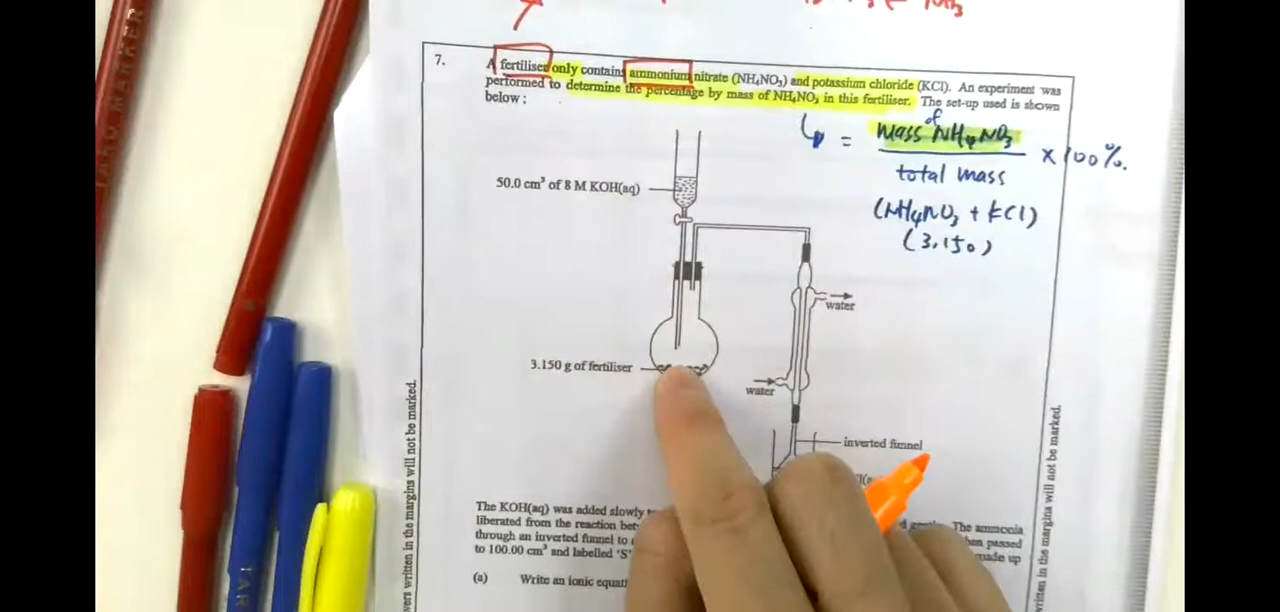 7.
A fertiliser only contains ammonium nitrate (NH₄NO₃) and potassium chloride (KCl). An experiment was
performed to determine the percentage by mass of NH₄NO₃ in this fertiliser. The set-up used is shown
below :
of
= mass NH₄NO₃ × 100%.
total mass
(NH₄NO₃ + KCl)
(3.150)
50.0 cm³ of 8 M KOH(aq)
water
3.150 g of fertiliser
water
inverted funnel
The KOH(aq) was added slowly
The ammonia
liberated from the reaction
passed
through an inverted funnel to
made up
to 100.00 cm³ and labelled 'S'
(a) Write an ionic
written in the margins will not be marked.
written in the margins will not be marked.
MARKER